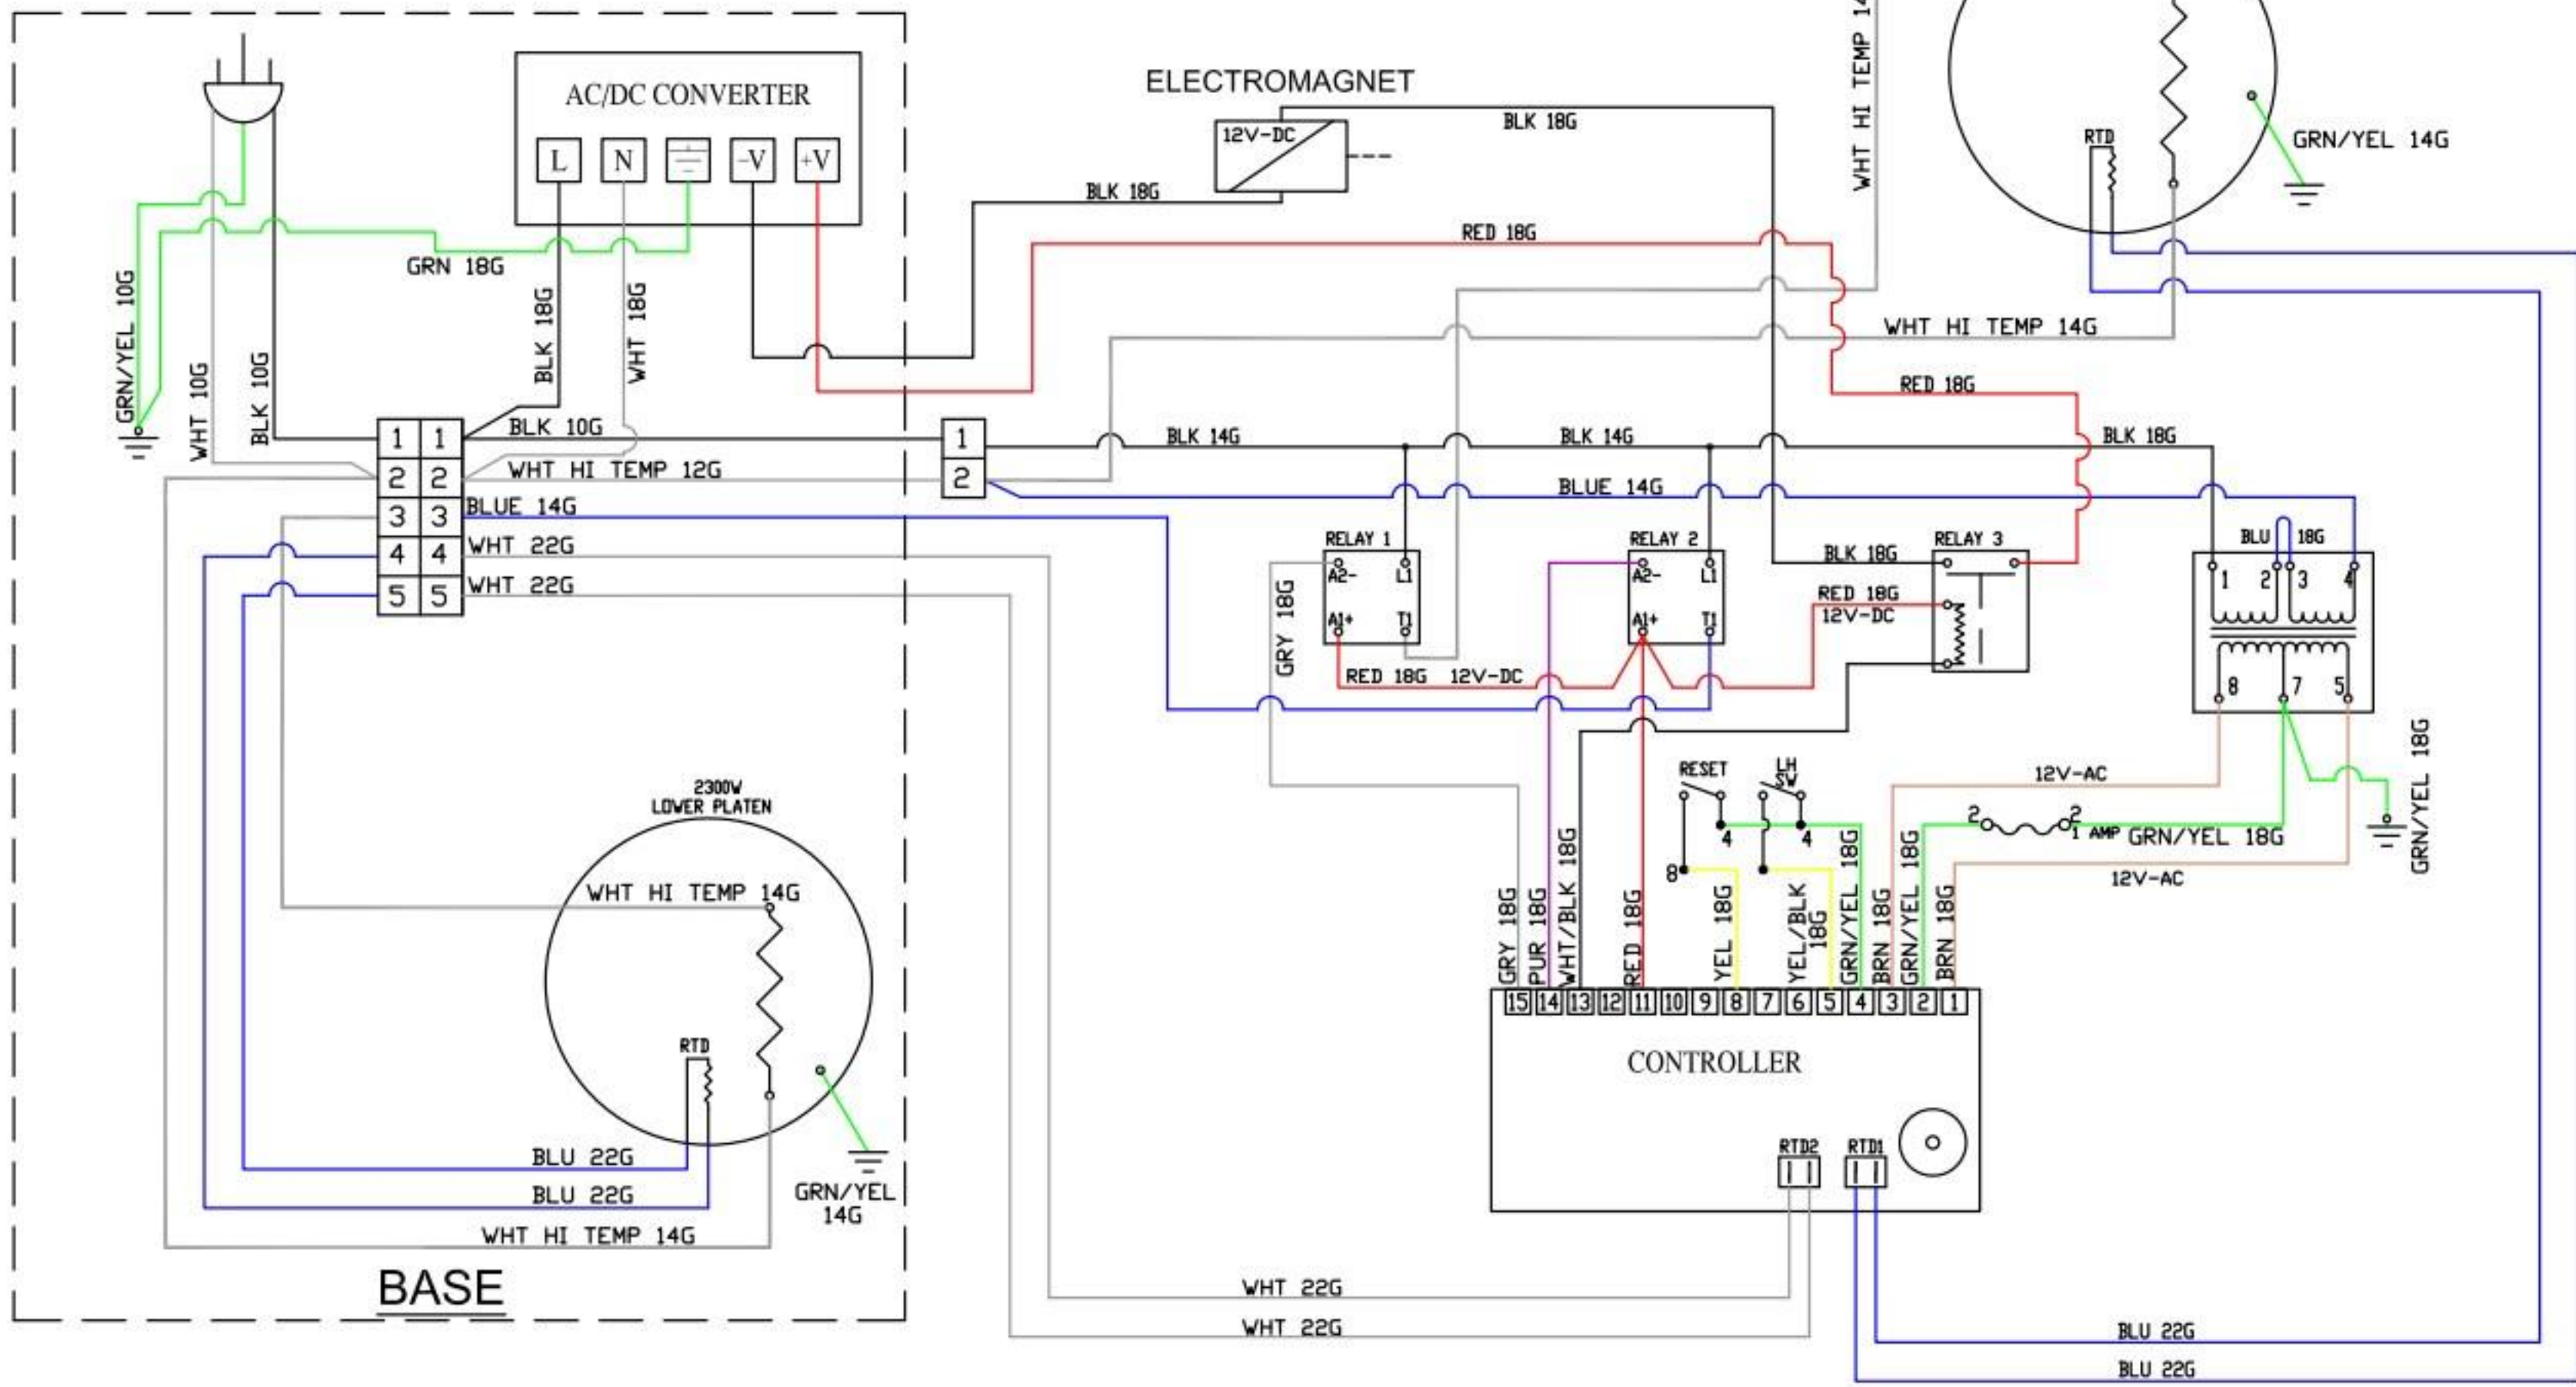 AC/DC CONVERTER
L
N
-V
+V
ELECTROMAGNET
12V-DC
BLK 18G
BLK 18G
WHT HI TEMP 14
RTD
GRN/YEL 14G
RED 18G
GRN 18G
GRN/YEL 10G
WHT 10G
BLK 10G
BLK 18G
WHT 18G
WHT HI TEMP 14G
RED 18G
1 1
2 2
3 3
4 4
5 5
BLK 10G
WHT HI TEMP 12G
BLUE 14G
WHT 22G
WHT 22G
1
2
BLK 14G
BLK 14G
BLK 18G
BLUE 14G
RELAY 1
A2- L1
A1+ T1
GRY 18G
RED 18G 12V-DC
RELAY 2
A2- L1
A1+ T1
RELAY 3
BLK 18G
RED 18G
12V-DC
BLU 18G
1 2 3 4
8 7 5
12V-AC
2 2
1 AMP GRN/YEL 18G
12V-AC
GRN/YEL 18G
RESET
LH
SW
4
4
8
GRY 18G
PUR 18G
WHT/BLK 18G
RED 18G
YEL 18G
YEL/BLK
18G
GRN/YEL 18G
BRN 18G
GRN/YEL 18G
BRN 18G
15 14 13 12 11 10 9 8 7 6 5 4 3 2 1
CONTROLLER
RTD2 RTD1
2300W
LOWER PLATEN
WHT HI TEMP 14G
RTD
BLU 22G
BLU 22G
WHT HI TEMP 14G
GRN/YEL
14G
BASE
WHT 22G
WHT 22G
BLU 22G
BLU 22G